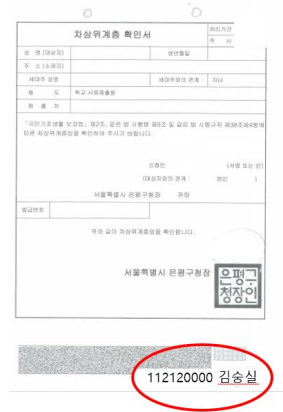 차상위계층 확인서
처리기간
즉 시
성 명 (대상자)
생년월일
주 소 (소재지)
세대주 성명
세대주와의 관계
자녀
용 도
학교 서류제출용
제 출 처
「국민기초생활 보장법」 제2조, 같은 법 시행령 제3조 및 같은 법 시행규칙 제38조제4항에
따른 차상위계층임을 확인하여 주시기 바랍니다.
신청인
(서명 또는 인)
(대상자와의 관계 :
본인 )
서울특별시 은평구청장 귀하
발급번호
위와 같이 차상위계층임을 확인합니다.
서울특별시 은평구청장
은평구
청장인
112120000 김숭실